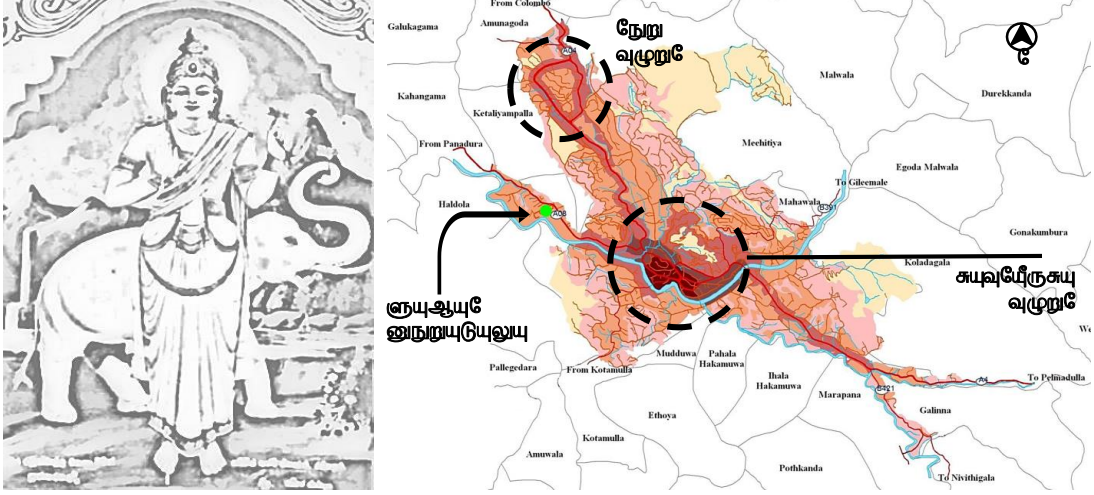 From Colombo
Galukagama
Amunagoda
நேுறு
வுழுறுே
A04
ே
Malwala
Kahangama
Durekkanda
Ketaliyampalla
From Panadura
Mechitiya
Egoda Malwala
To Gileemale
Haldola
Mahawala
B391
A08
Gonakumbura
Koladagala
வுழுறுே
ளுயுஆயுே
னுநுறுயுடுயுலுயு
Mudduwa
Pahala
Hakamuwa
Pallegedara
From Kotamulla
Ihala
Hakamuwa
A4
To Pelmadulla
B421
Marapana
Galinna
Ethoya
Kotamulla
Amuwala
Pothkanda
To Nivithigala